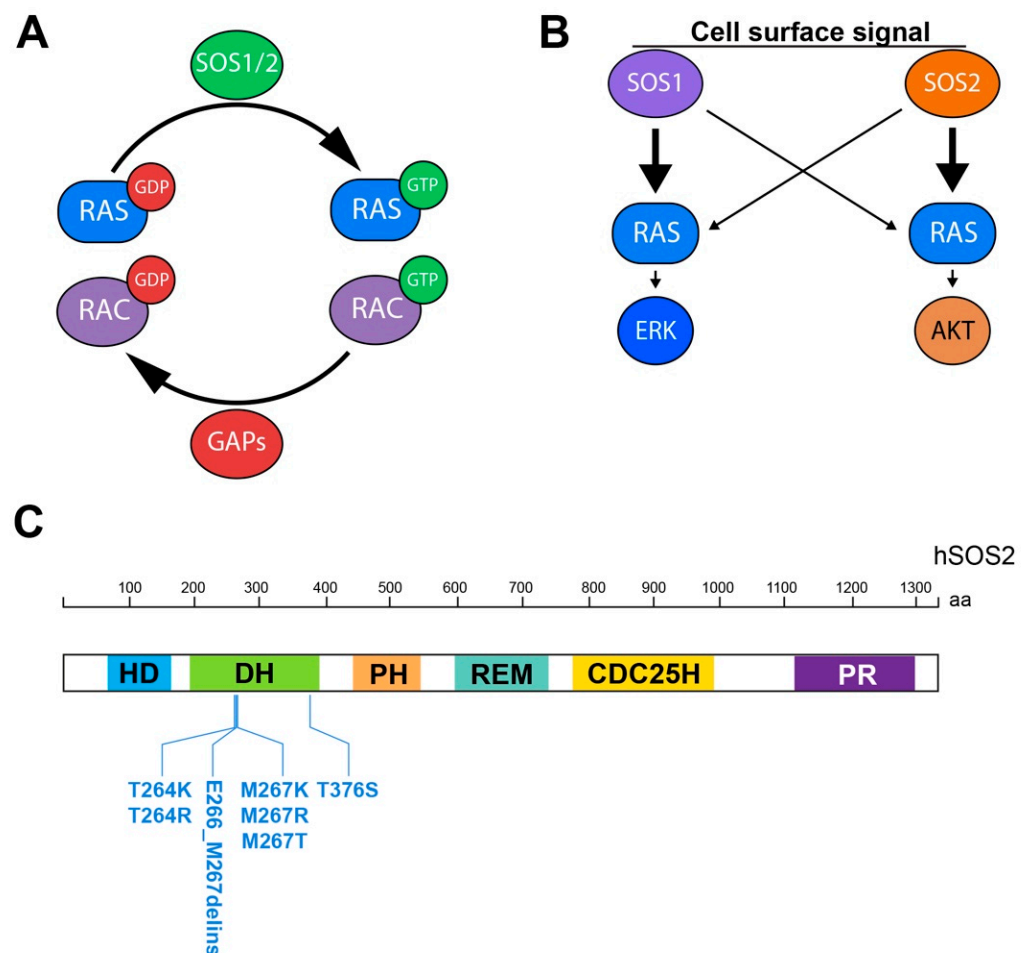 A
SOS1/2
RAS
GDP
RAS
GTP
RAC
GDP
RAC
GTP
GAPs
B
Cell surface signal
SOS1
SOS2
RAS
RAS
ERK
AKT
C
hSOS2
100 200 300 400 500 600 700 800 900 1000 1100 1200 1300
aa
HD DH PH REM CDC25H PR
T264K
T264R
E266_M267delins
M267K
M267R
M267T
T376S